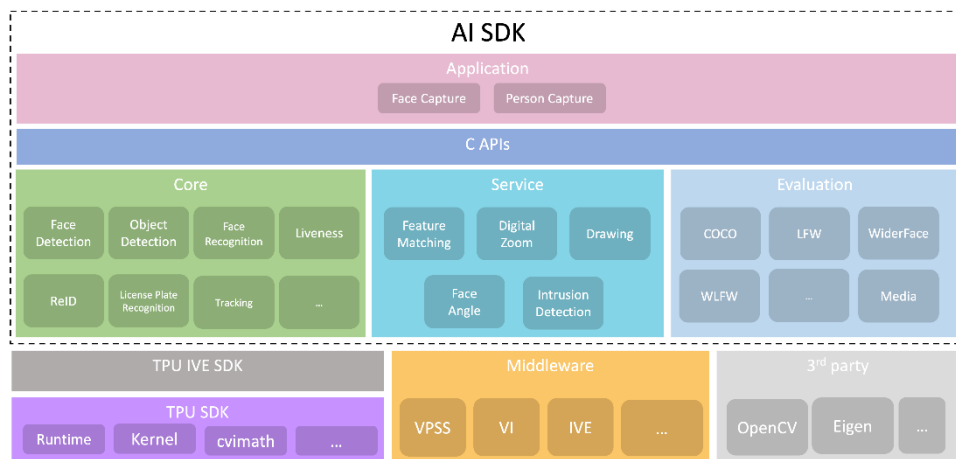 AI SDK
Application
Face Capture
Person Capture
C APIs
Core
Face
Detection
Object
Detection
Face
Recognition
Liveness
ReID
License Plate
Recognition
Tracking
...
Service
Feature
Matching
Digital
Zoom
Drawing
Face
Angle
Intrusion
Detection
Evaluation
COCO
LFW
WiderFace
WLFW
...
Media
TPU IVE SDK
TPU SDK
Runtime
Kernel
cvimath
...
Middleware
VPSS
VI
IVE
...
3rd party
OpenCV
Eigen
...